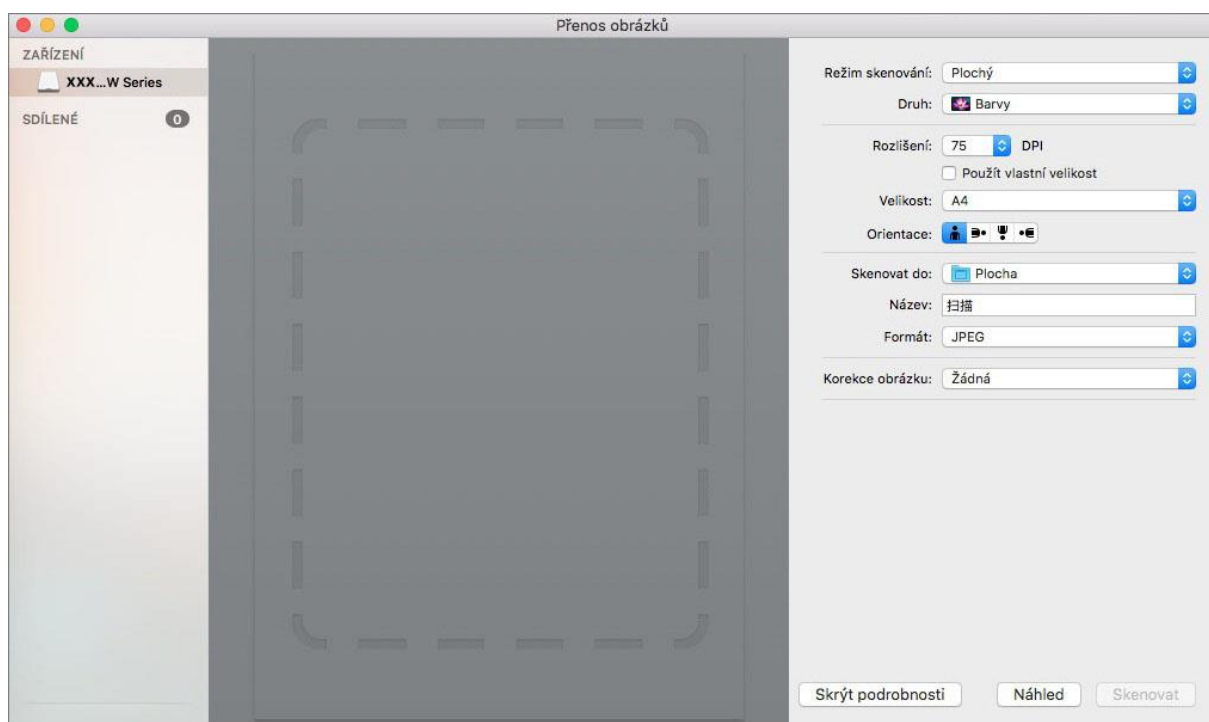 Přenos obrázků
ZAŘÍZENÍ
XXX...W Series
SDÍLENÉ 0
Režim skenování: Plochý
Druh: Barvy
Rozlišení: 75 DPI
Použít vlastní velikost
Velikost: A4
Orientace:
Skenovat do: Plocha
Název: 扫描
Formát: JPEG
Korekce obrázku: Žádná
Skrýt podrobnosti Náhled Skenovat